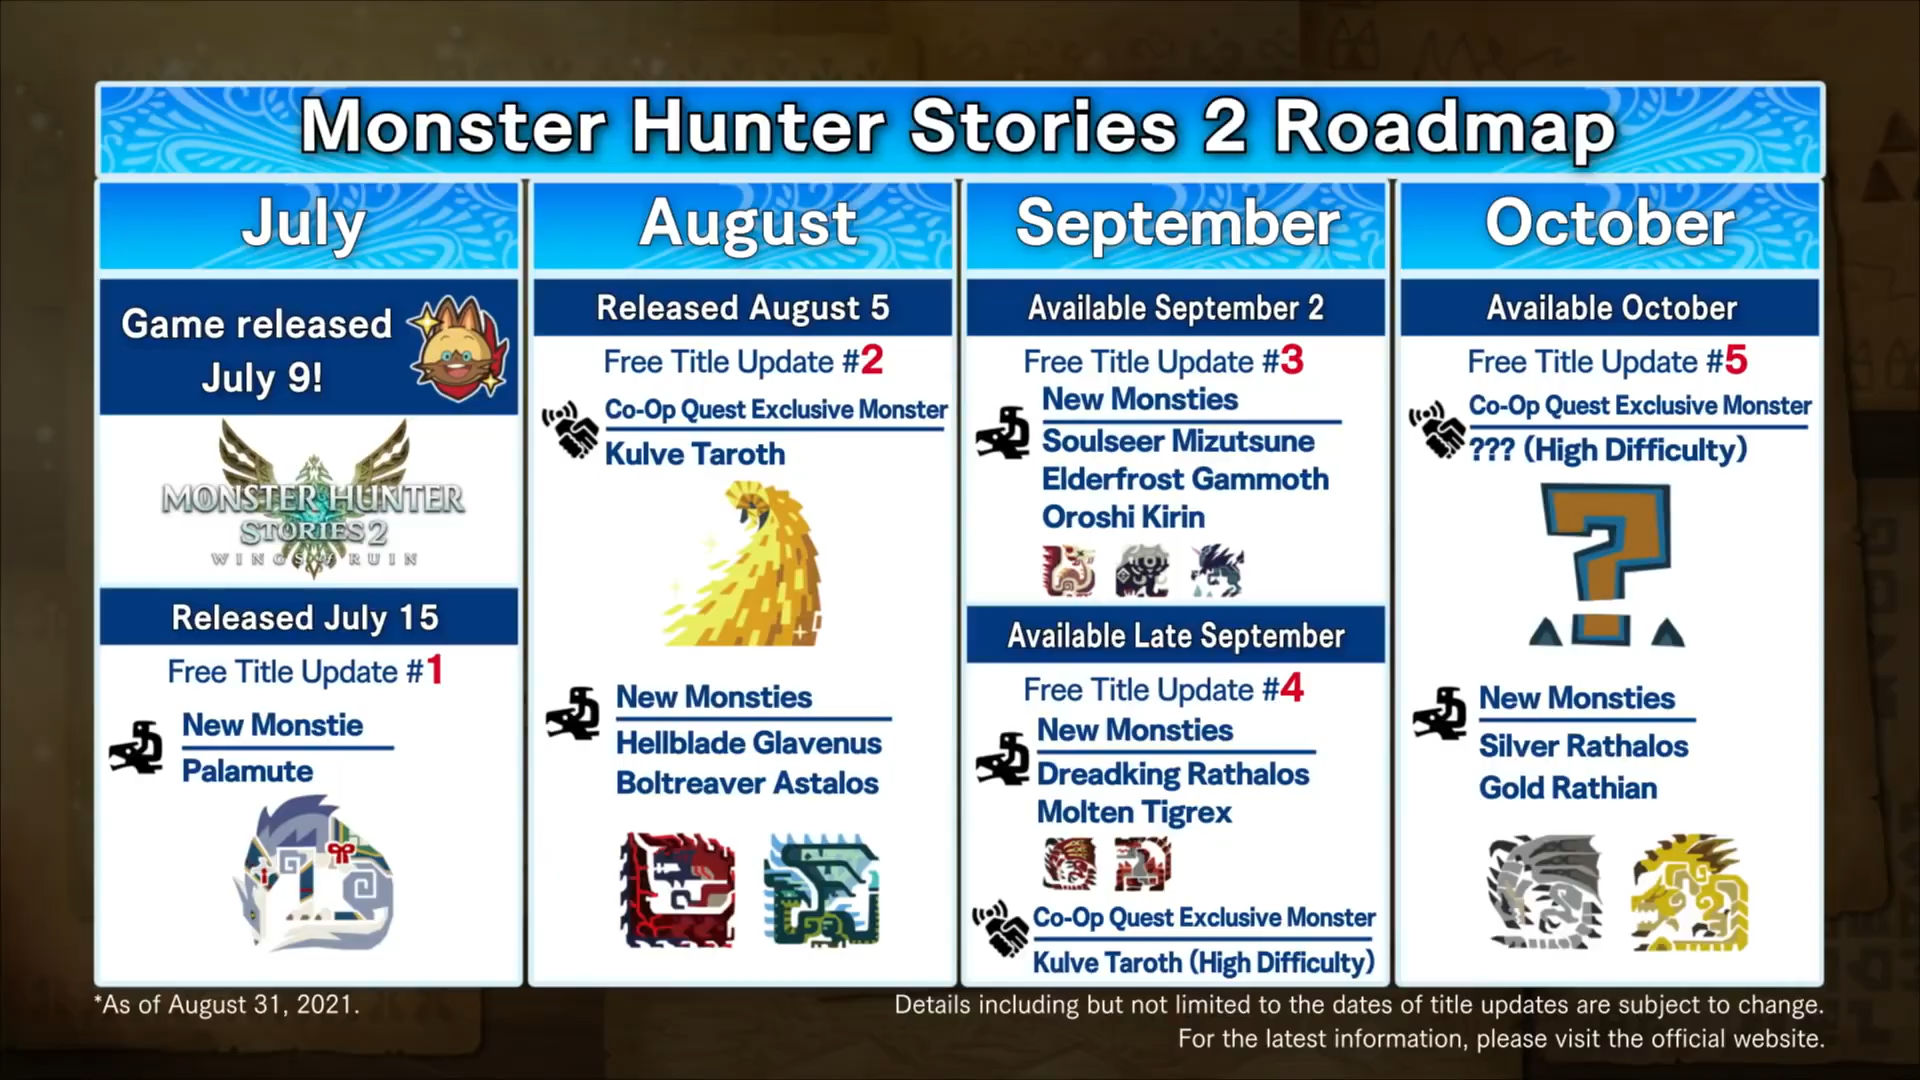 Monster Hunter Stories 2 Roadmap
July
Game released
July 9!
MONSTER HUNTER
STORIES 2
WINGS OF RUIN
Released July 15
Free Title Update #1
New Monstie
Palamute
August
Released August 5
Free Title Update #2
Co-Op Quest Exclusive Monster
Kulve Taroth
New Monsties
Hellblade Glavenus
Boltreaver Astalos
September
Available September 2
Free Title Update #3
New Monsties
Soulseer Mizutsune
Elderfrost Gammoth
Oroshi Kirin
Available Late September
Free Title Update #4
New Monsties
Dreadking Rathalos
Molten Tigrex
Co-Op Quest Exclusive Monster
Kulve Taroth (High Difficulty)
October
Available October
Free Title Update #5
Co-Op Quest Exclusive Monster
??? (High Difficulty)
?
New Monsties
Silver Rathalos
Gold Rathian
*As of August 31, 2021.
Details including but not limited to the dates of title updates are subject to change.
For the latest information, please visit the official website.